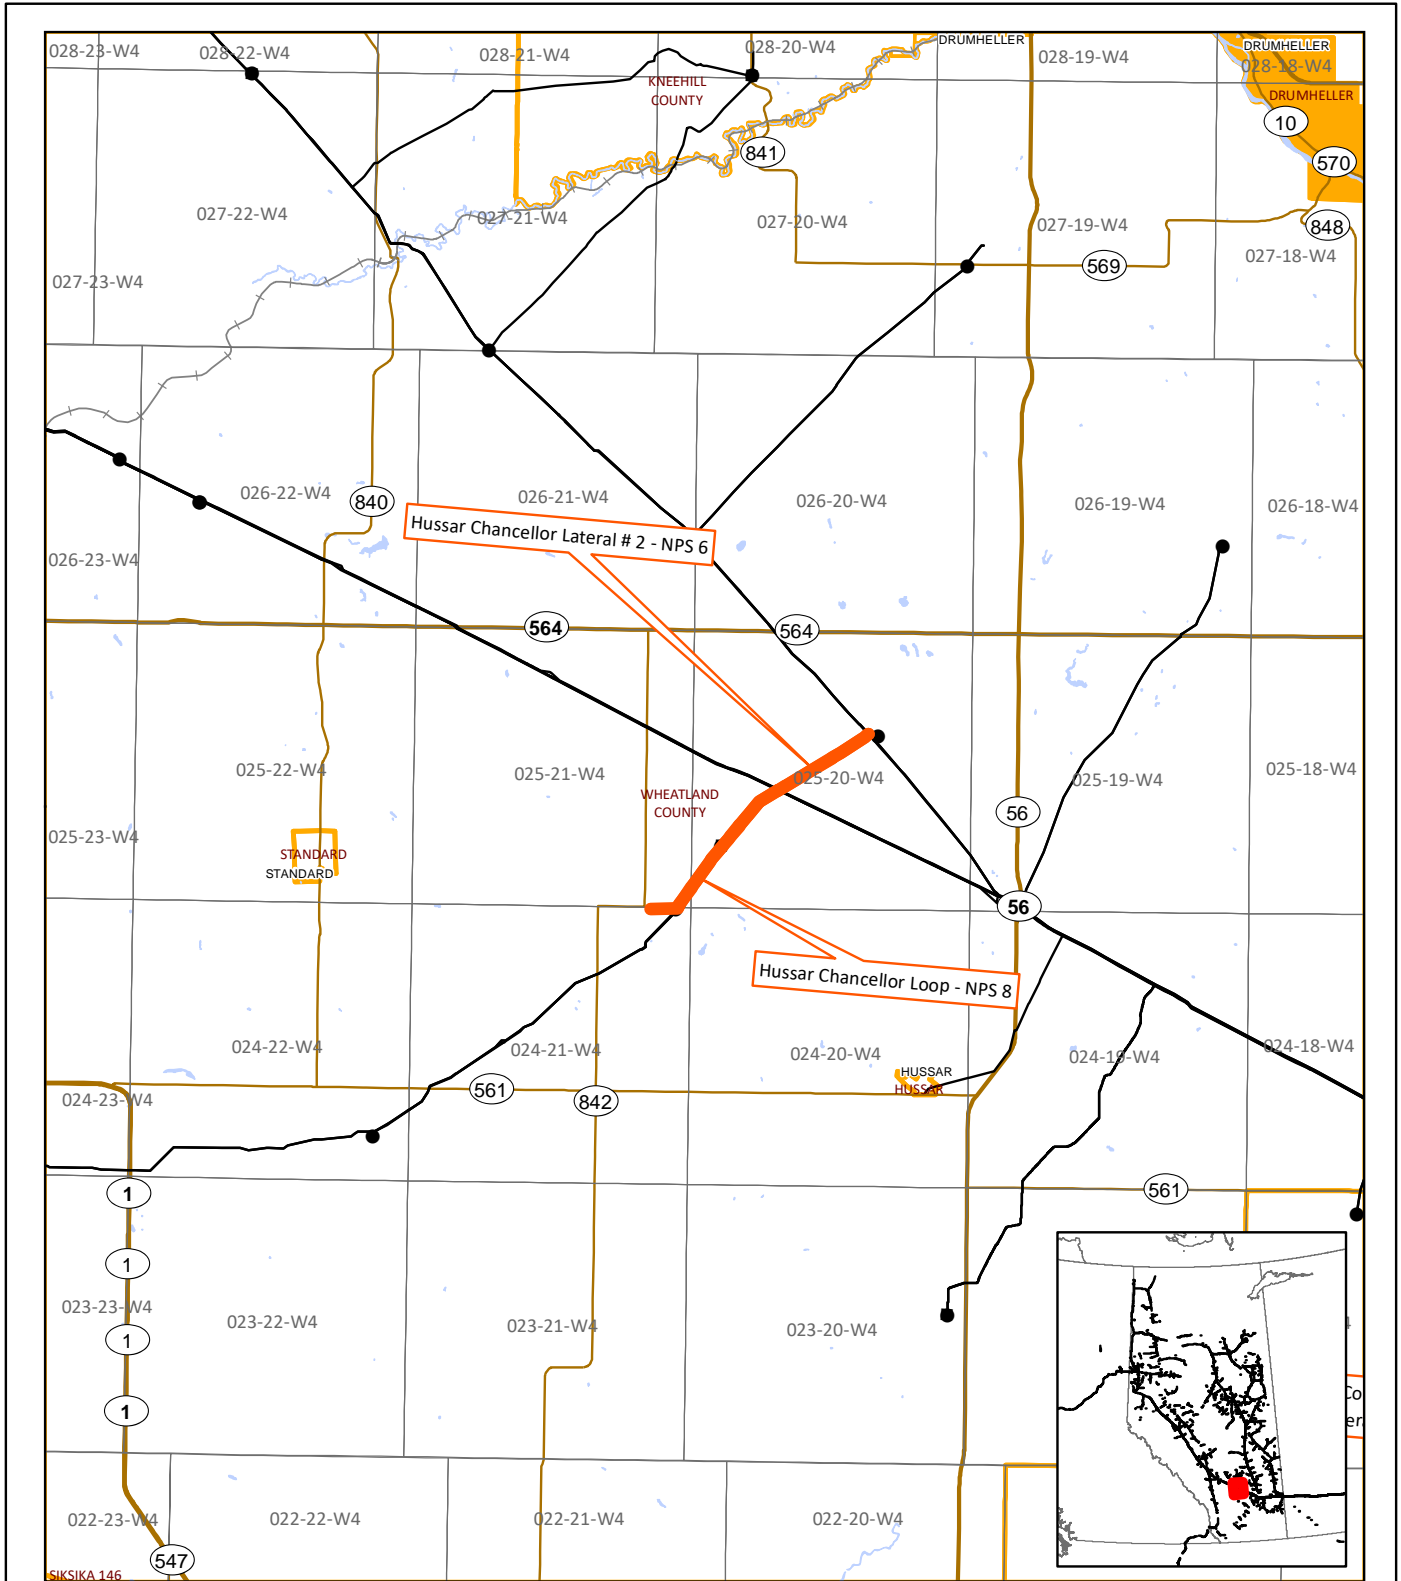 028-23-W4
028-22-W4
028-21-W4
028-20-W4
DRUMHELLER
028-19-W4
DRUMHELLER
028-18-W4
KNEEHILL
COUNTY
DRUMHELLER
10
841
570
027-22-W4
027-21-W4
027-20-W4
027-19-W4
848
027-18-W4
027-23-W4
569
026-22-W4
840
026-21-W4
026-20-W4
026-19-W4
026-18-W4
Hussar Chancellor Lateral # 2 - NPS 6
026-23-W4
564
564
025-22-W4
025-21-W4
025-20-W4
025-19-W4
025-18-W4
WHEATLAND
COUNTY
56
025-23-W4
STANDARD
STANDARD
56
Hussar Chancellor Loop - NPS 8
024-22-W4
024-21-W4
024-20-W4
024-19-W4
024-18-W4
HUSSAR
HUSSAR
561
842
024-23-W4
1
561
1
023-23-W4
023-22-W4
023-21-W4
023-20-W4
4
1
1
Co
022-23-W4
022-22-W4
022-21-W4
022-20-W4
547
SIKSIKA 146